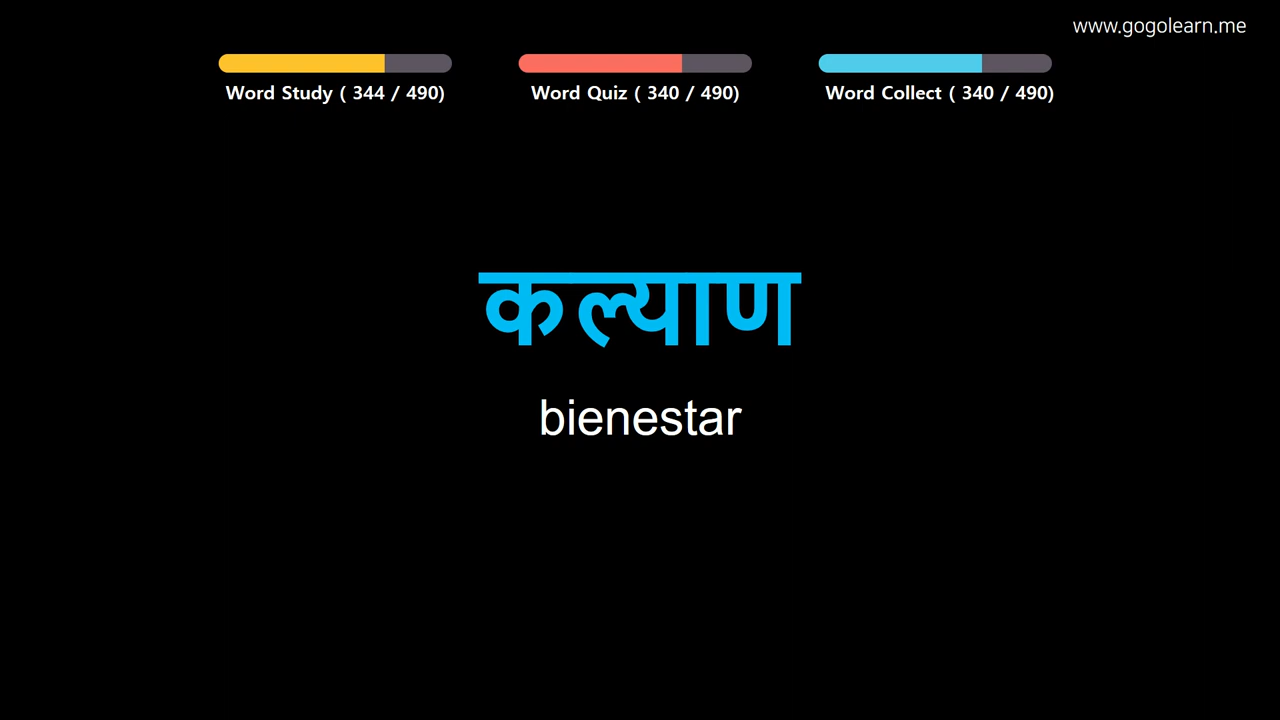 www.gogolearn.me
Word Study ( 344 / 490)
Word Quiz ( 340 / 490)
Word Collect ( 340 / 490)
कल्याण
bienestar